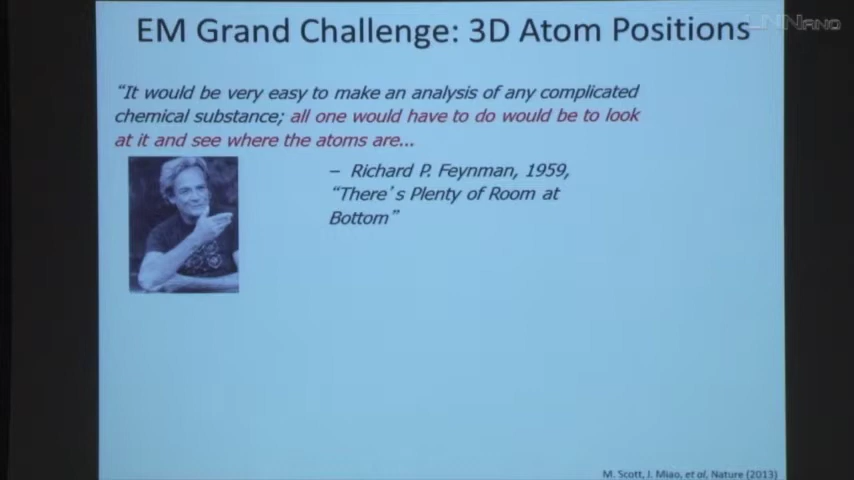 LNNano
EM Grand Challenge: 3D Atom Positions
“It would be very easy to make an analysis of any complicated
chemical substance; all one would have to do would be to look
at it and see where the atoms are...
– Richard P. Feynman, 1959,
“There's Plenty of Room at
Bottom”
M. Scott, J. Miao, et al, Nature (2013)